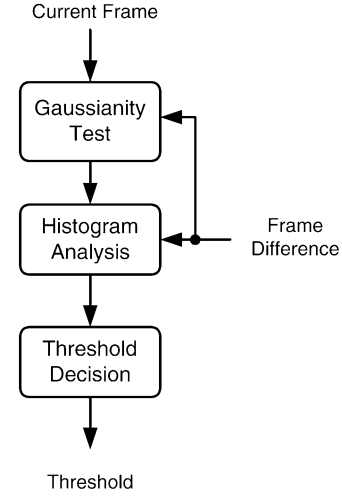 Current Frame
Gaussianity
Test
Histogram
Analysis
Frame
Difference
Threshold
Decision
Threshold